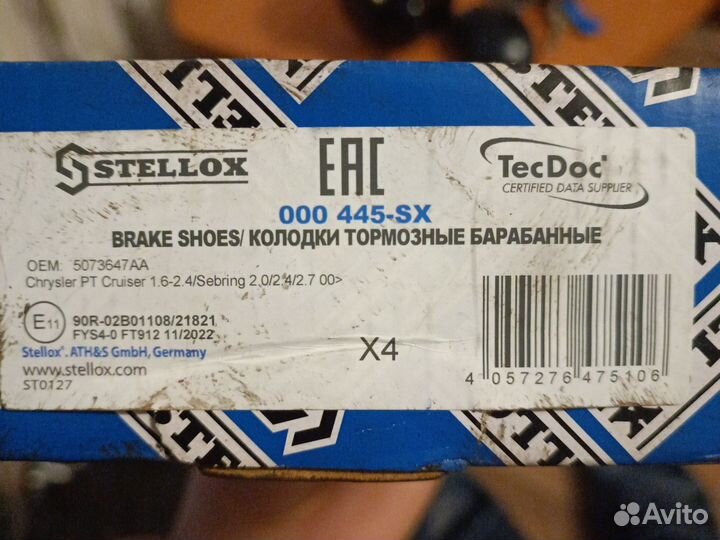 STELLOX
EAC
TecDoc
CERTIFIED DATA SUPPLIER
000 445-SX
BRAKE SHOES/ КОЛОДКИ ТОРМОЗНЫЕ БАРАБАННЫЕ
OEM: 5073647AA
Chrysler PT Cruiser 1.6-2.4/Sebring 2.0/2.4/2.7 00>
E11
90R-02B01108/21821
FYS4-0 FT912 11/2022
Stellox®. ATH&S GmbH, Germany
www.stellox.com
ST0127
X4
4 057276 475106
Avito